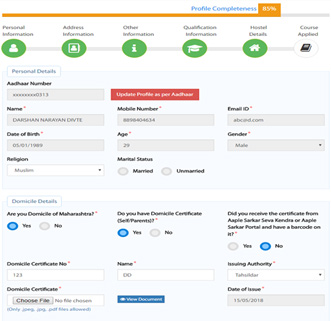 Profile Completeness 85%
Personal Information
Address Information
Other Information
Qualification Information
Hostel Details
Course Applied
Personal Details
Aadhaar Number
xxxxxxxx0313
Update Profile as per Aadhaar
Name *
Mobile Number *
Email ID *
DARSHAN NARAYAN DIVTE
8898404634
Date of Birth *
Age *
Gender *
05/01/1989
29
Male
Religion
Marital Status
Muslim
Married
Unmarried
Domicile Details
Are you Domicile of Maharashtra? *
Do you have Domicile Certificate (Self/Parents)? *
Did you receive the certificate from Aaple Sarkar Seva Kendra or Aaple Sarkar Portal and have a barcode on it? *
Yes
No
Yes
No
Yes
No
Domicile Certificate No *
Name *
Issuing Authority *
123
DD
Tahsildar
Domicile Certificate *
Date of Issue *
Choose File No file chosen
View Document
15/05/2018
(Only .jpeg, .jpg, .pdf files allowed)